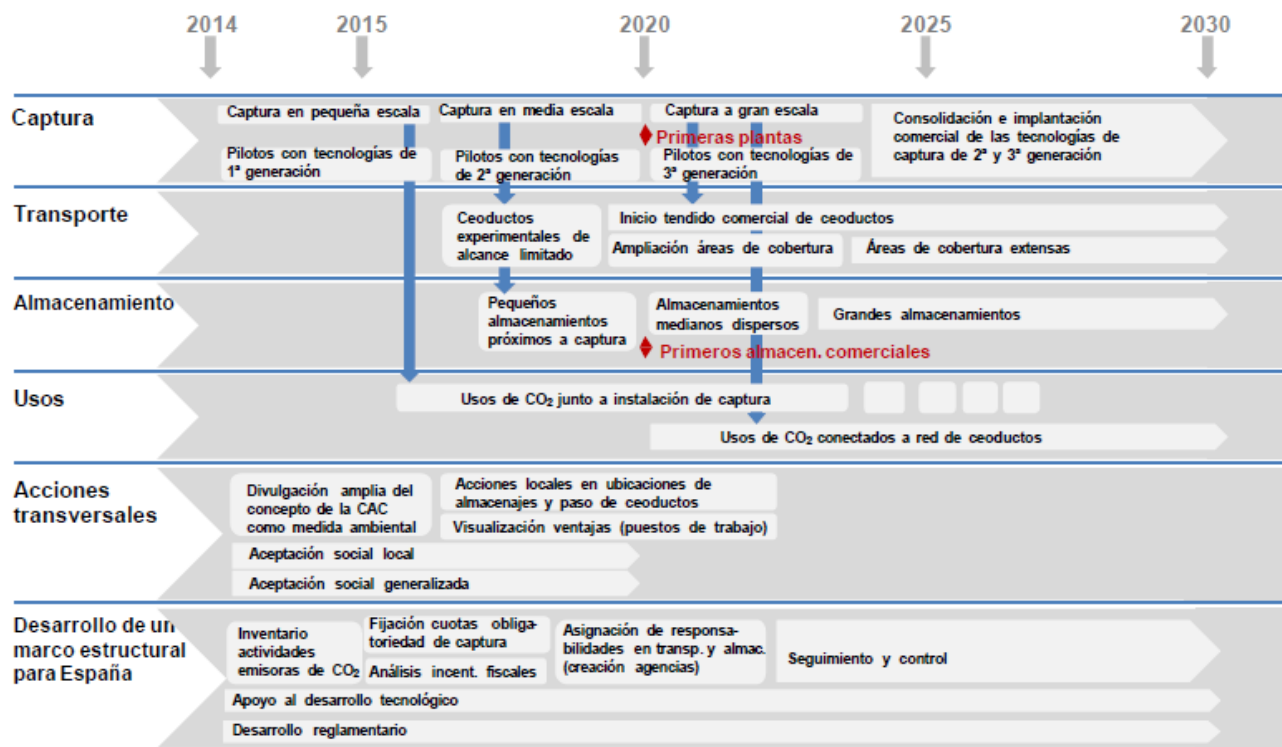 2014 2015 2020 2025 2030
Captura
Captura en pequeña escala
Captura en media escala
Captura a gran escala
Primeras plantas
Pilotos con tecnologías de
1ª generación
Pilotos con tecnologías
de 2ª generación
Pilotos con tecnologías de
3ª generación
Consolidación e implantación
comercial de las tecnologías de
captura de 2ª y 3ª generación
Transporte
Ceoductos
experimentales de
alcance limitado
Inicio tendido comercial de ceoductos
Ampliación áreas de cobertura
Áreas de cobertura extensas
Almacenamiento
Pequeños
almacenamientos
próximos a captura
Almacenamientos
medianos dispersos
Grandes almacenamientos
Primeros almacen. comerciales
Usos
Usos de CO₂ junto a instalación de captura
Usos de CO₂ conectados a red de ceoductos
Acciones
transversales
Divulgación amplia del
concepto de la CAC
como medida ambiental
Acciones locales en ubicaciones de
almacenajes y paso de ceoductos
Visualización ventajas (puestos de trabajo)
Aceptación social local
Aceptación social generalizada
Desarrollo de un
marco estructural
para España
Inventario
actividades
emisoras de CO₂
Fijación cuotas obliga-
toriedad de captura
Análisis incent. fiscales
Asignación de responsa-
bilidades en transp. y almac.
(creación agencias)
Seguimiento y control
Apoyo al desarrollo tecnológico
Desarrollo reglamentario